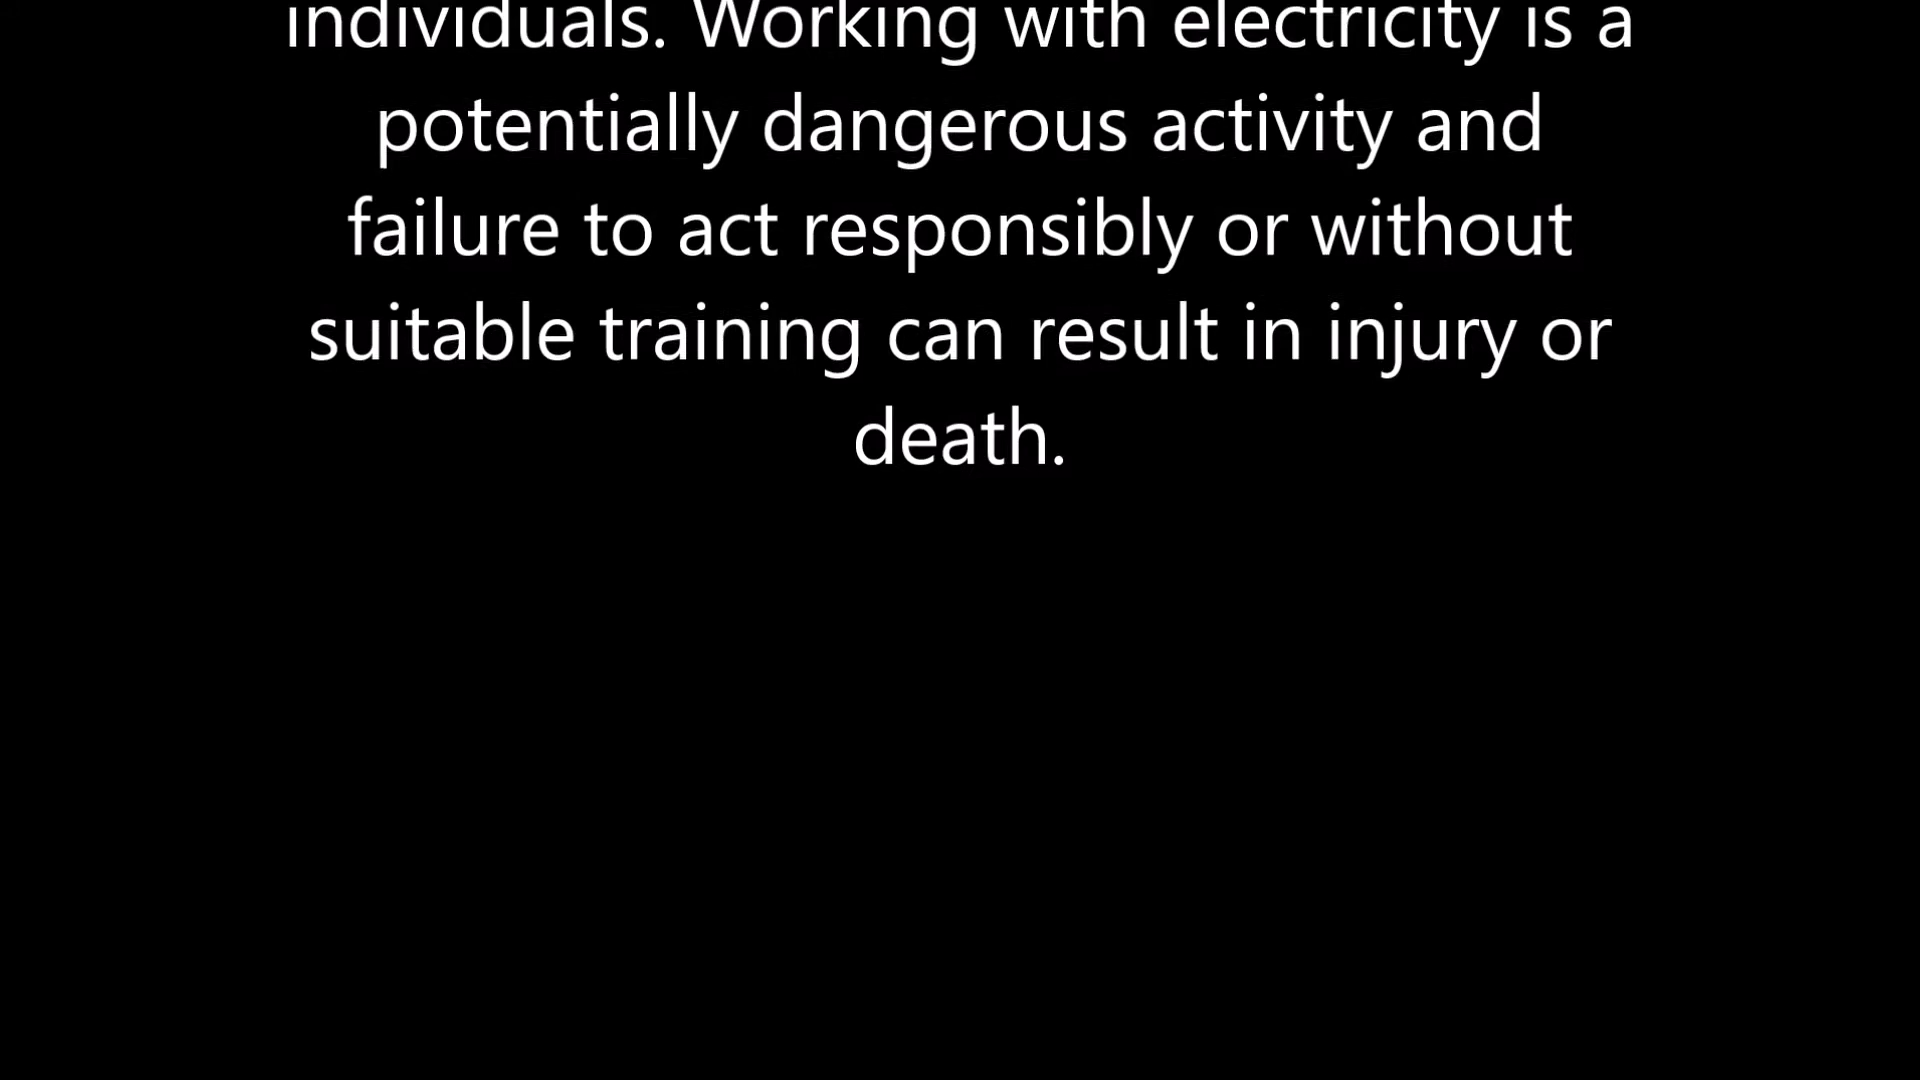 individuals. Working with electricity is a
potentially dangerous activity and
failure to act responsibly or without
suitable training can result in injury or
death.